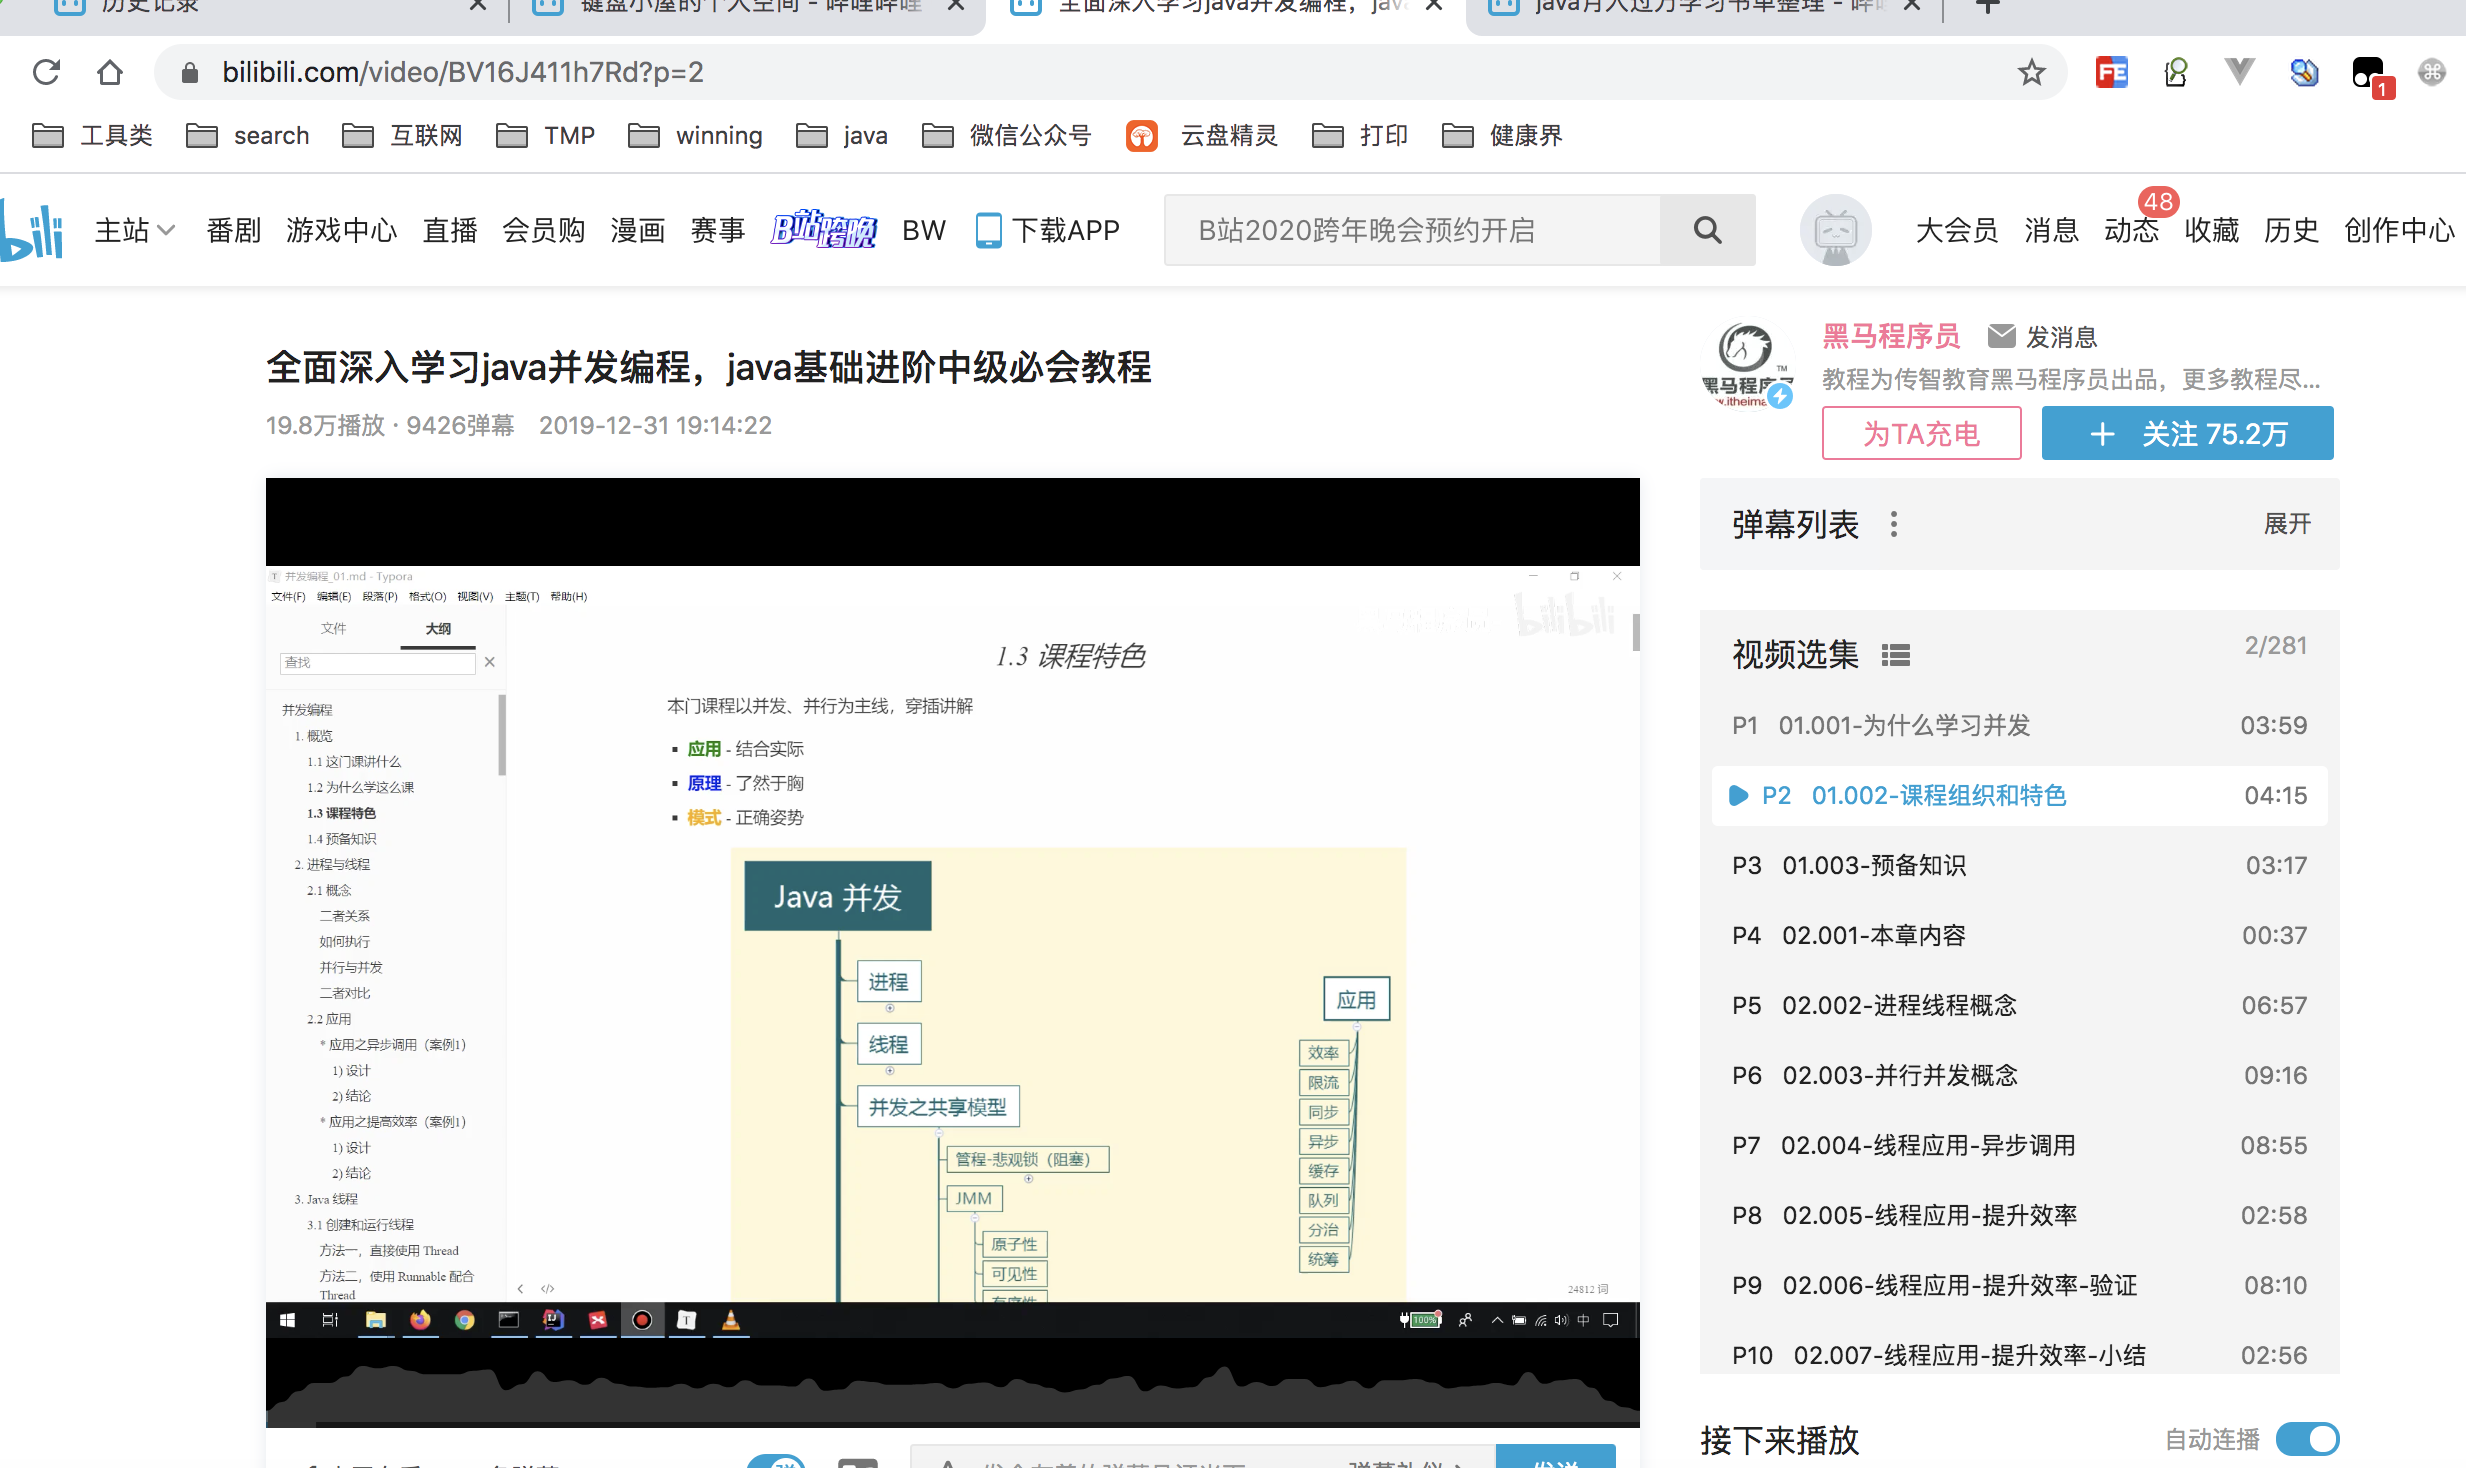 历史记录
键盘小屋的个人空间 - 哔哩哔哩
全面深入学习java并发编程，java
java月入过万学习书单整理 - 哔
bilibili.com/video/BV16J411h7Rd?p=2
FE
1
工具类 search 互联网 TMP winning java 微信公众号 云盘精灵 打印 健康界
bili 主站 番剧 游戏中心 直播 会员购 漫画 赛事 B站跨晚 BW 下载APP
B站2020跨年晚会预约开启
大会员 消息 动态 48 收藏 历史 创作中心
全面深入学习java并发编程，java基础进阶中级必会教程
19.8万播放 · 9426弹幕 2019-12-31 19:14:22
黑马程序员 发消息
教程为传智教育黑马程序员出品，更多教程尽...
为TA充电
+ 关注 75.2万
并发编程_01.md - Typora
文件(F) 编辑(E) 段落(P) 格式(O) 视图(V) 主题(T) 帮助(H)
文件 大纲
查找
并发编程
1. 概览
1.1 这门课讲什么
1.2 为什么学这么课
1.3 课程特色
1.4 预备知识
2. 进程与线程
2.1 概念
二者关系
如何执行
并行与并发
二者对比
2.2 应用
* 应用之异步调用（案例1）
1) 设计
2) 结论
* 应用之提高效率（案例1）
1) 设计
2) 结论
3. Java 线程
3.1 创建和运行线程
方法一，直接使用 Thread
方法二，使用 Runnable 配合
Thread
bilibili
1.3 课程特色
本门课程以并发、并行为主线，穿插讲解
应用 - 结合实际
原理 - 了然于胸
模式 - 正确姿势
Java 并发
进程
线程
并发之共享模型
管程-悲观锁（阻塞）
JMM
原子性
可见性
有序性
应用
效率
限流
同步
异步
缓存
队列
分治
统筹
24812 词
100%
中
弹幕列表 展开
视频选集 2/281
P1 01.001-为什么学习并发 03:59
P2 01.002-课程组织和特色 04:15
P3 01.003-预备知识 03:17
P4 02.001-本章内容 00:37
P5 02.002-进程线程概念 06:57
P6 02.003-并行并发概念 09:16
P7 02.004-线程应用-异步调用 08:55
P8 02.005-线程应用-提升效率 02:58
P9 02.006-线程应用-提升效率-验证 08:10
P10 02.007-线程应用-提升效率-小结 02:56
接下来播放 自动连播
弹幕礼仪
发送